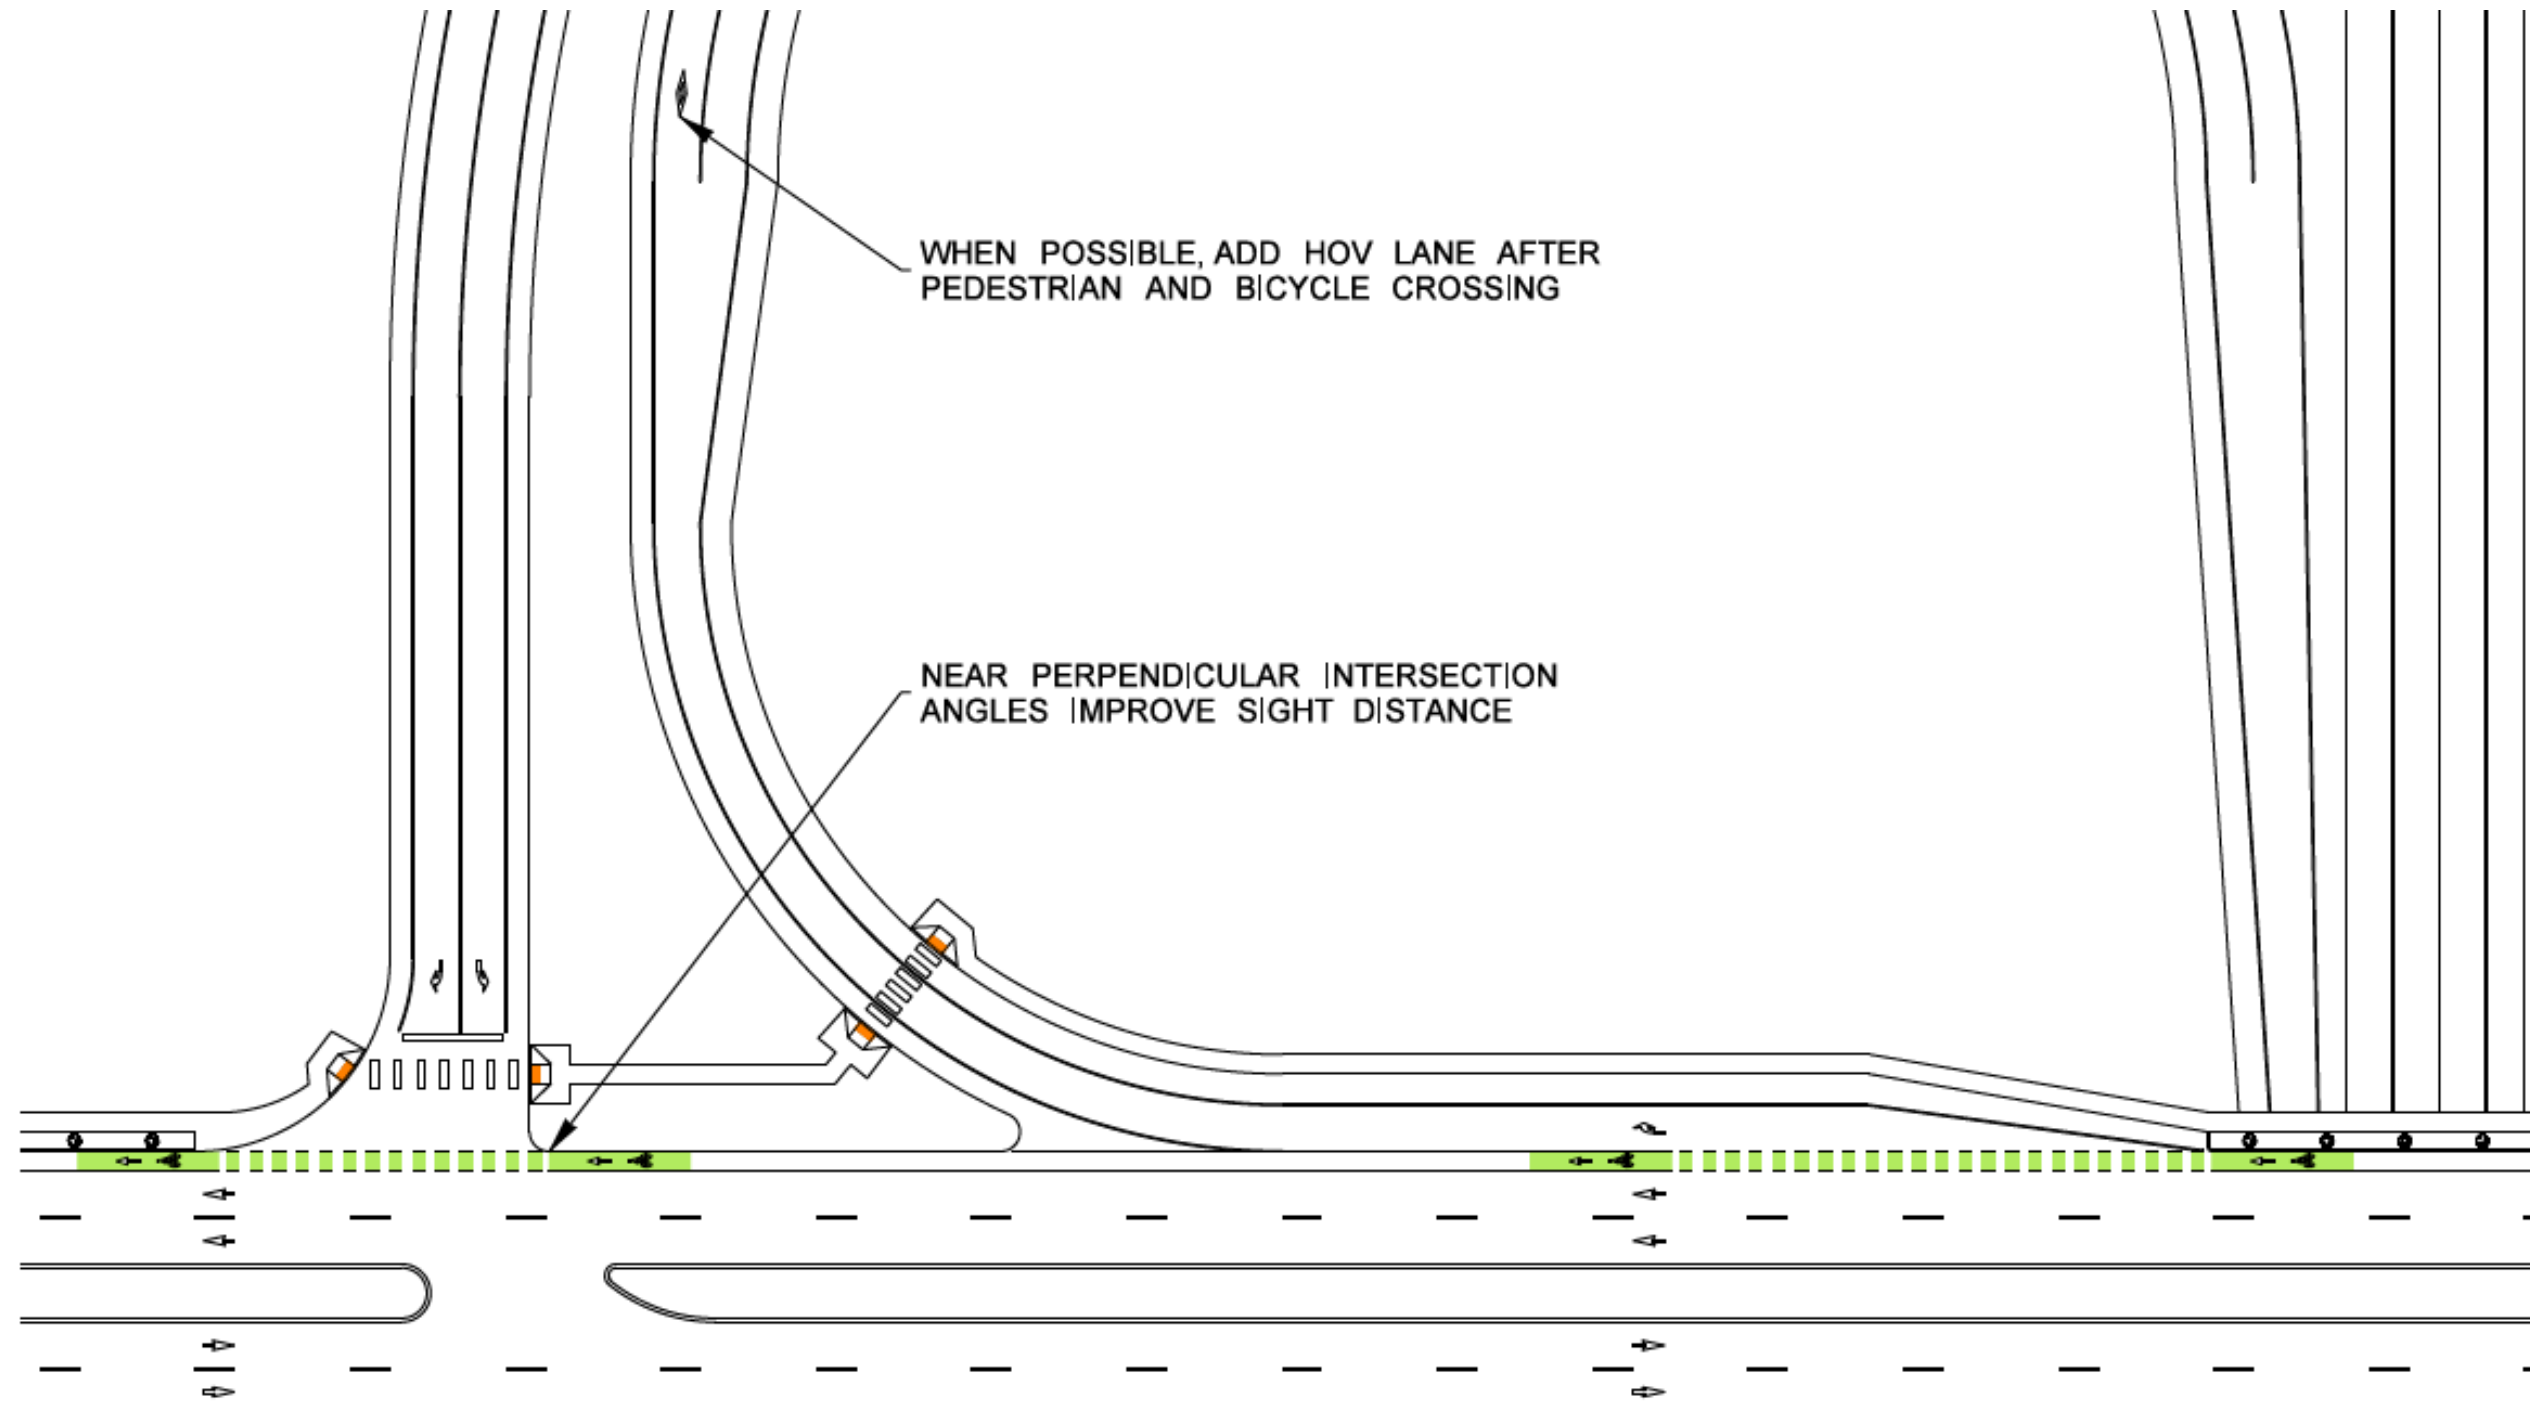 WHEN POSSIBLE, ADD HOV LANE AFTER
PEDESTRIAN AND BICYCLE CROSSING
NEAR PERPENDICULAR INTERSECTION
ANGLES IMPROVE SIGHT DISTANCE